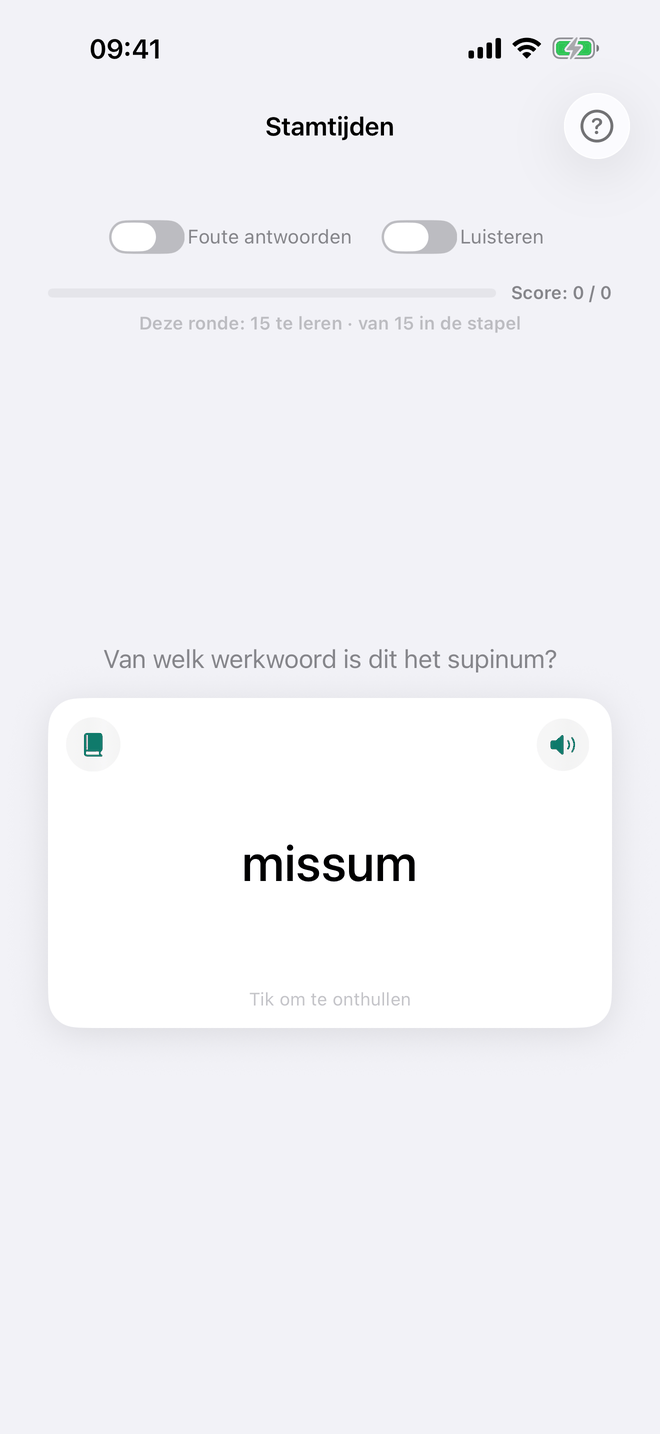 09:41
Stamtijden
Foute antwoorden Luisteren
Score: 0 / 0
Deze ronde: 15 te leren · van 15 in de stapel
Van welk werkwoord is dit het supinum?
missum
Tik om te onthullen